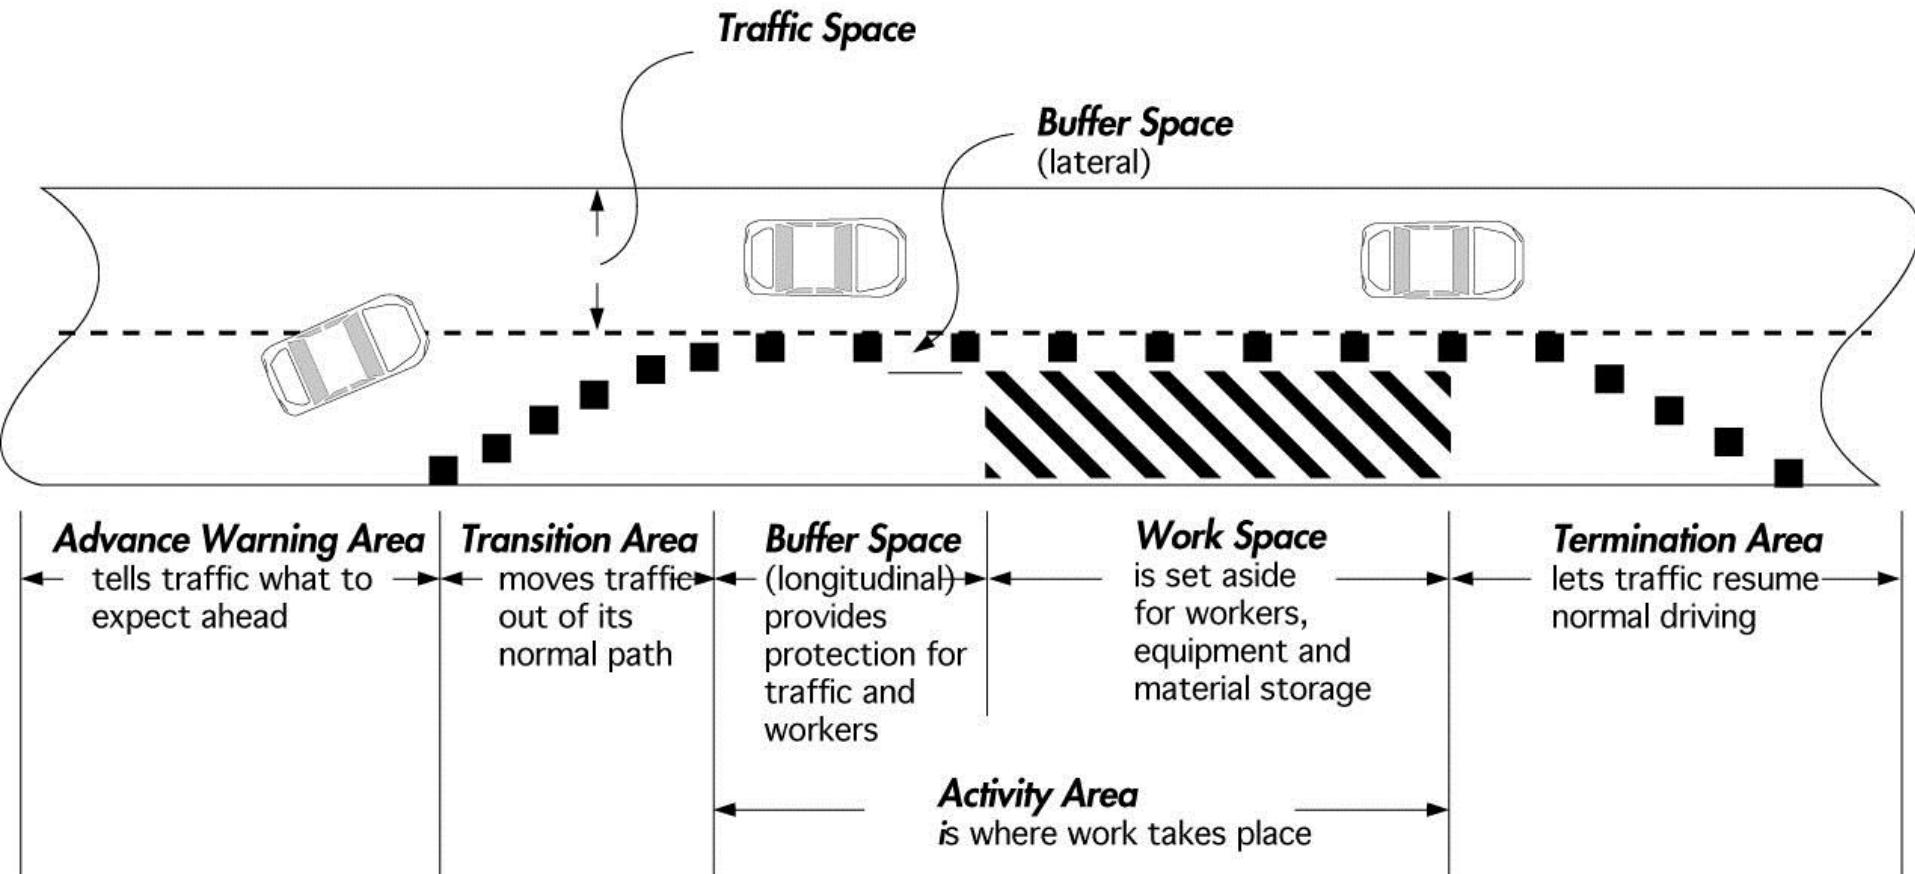 Traffic Space
Buffer Space
(lateral)
Advance Warning Area
tells traffic what to
expect ahead
Transition Area
moves traffic
out of its
normal path
Buffer Space
(longitudinal)
provides
protection for
traffic and
workers
Work Space
is set aside
for workers,
equipment and
material storage
Termination Area
lets traffic resume
normal driving
Activity Area
is where work takes place